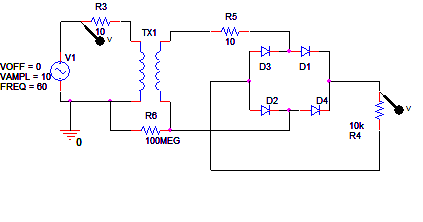 R3
10
V
TX1
R5
10
V1
VOFF = 0
VAMPL = 10
FREQ = 60
D3
D1
D2
D4
R6
100MEG
0
10k
R4
V